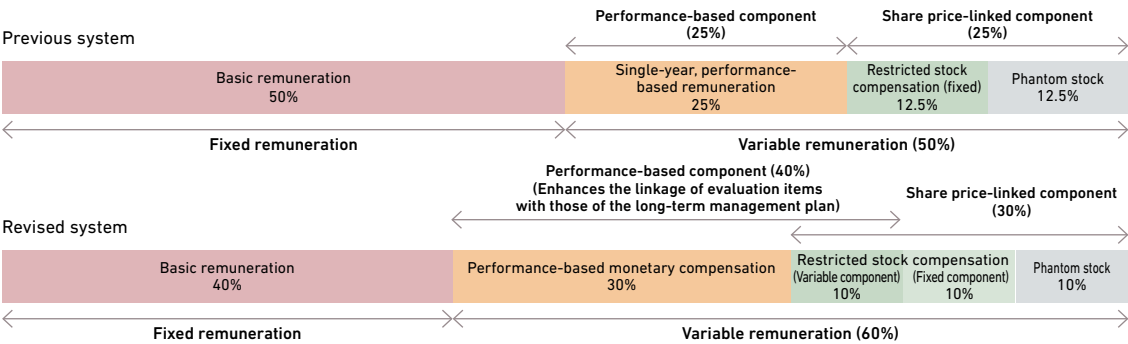 Performance-based component
(25%)
Share price-linked component
(25%)
Previous system
Basic remuneration
50%
Single-year, performance-
based remuneration
25%
Restricted stock
compensation (fixed)
12.5%
Phantom stock
12.5%
Fixed remuneration
Variable remuneration (50%)
Performance-based component (40%)
(Enhances the linkage of evaluation items
with those of the long-term management plan)
Share price-linked component
(30%)
Revised system
Basic remuneration
40%
Performance-based monetary compensation
30%
Restricted stock compensation
(Variable component)
10%
(Fixed component)
10%
Phantom stock
10%
Fixed remuneration
Variable remuneration (60%)